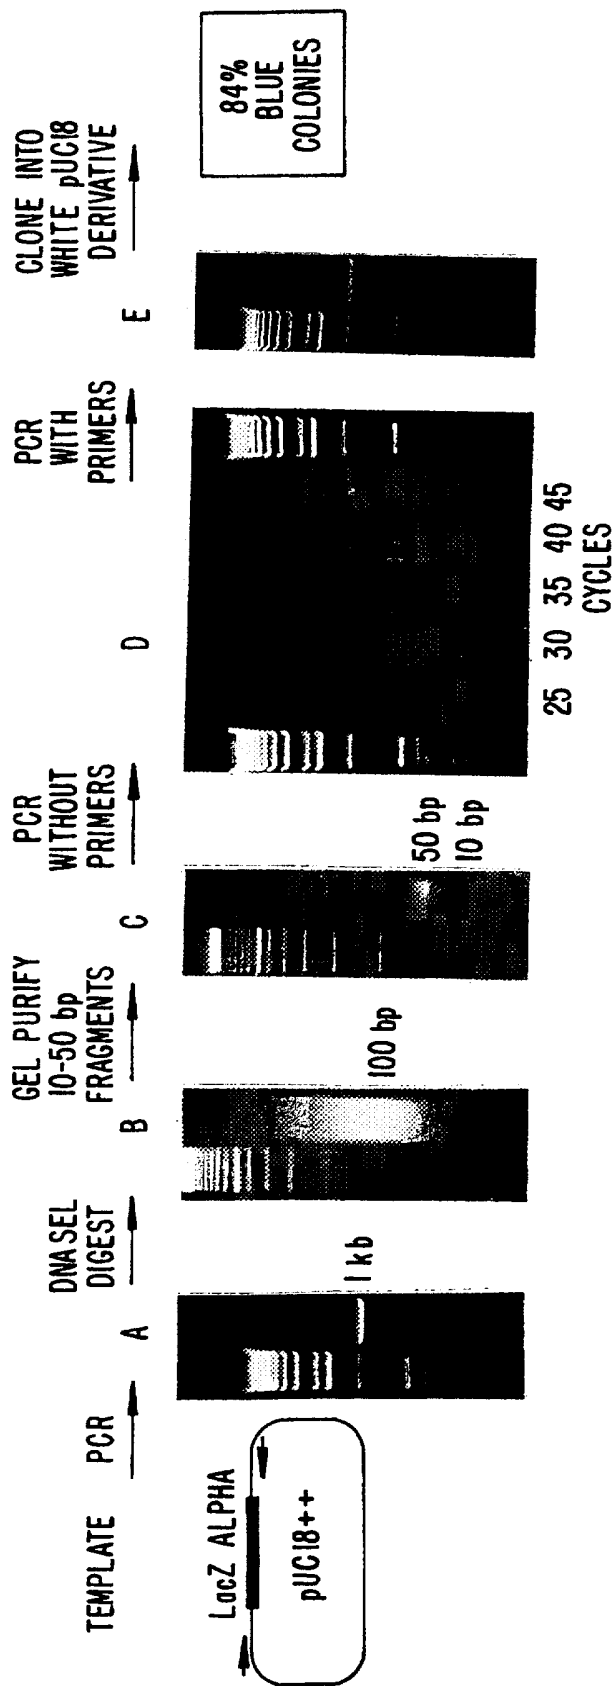 TEMPLATE
PCR
DNASEL
DIGEST
GEL PURIFY
10-50 bp
FRAGMENTS
PCR
WITHOUT
PRIMERS
PCR
WITH
PRIMERS
CLONE INTO
WHITE pUC18
DERIVATIVE
A
B
C
D
E
LacZ ALPHA
pUC18++
1 kb
100 bp
50 bp
10 bp
25 30 35 40 45
CYCLES
84%
BLUE
COLONIES